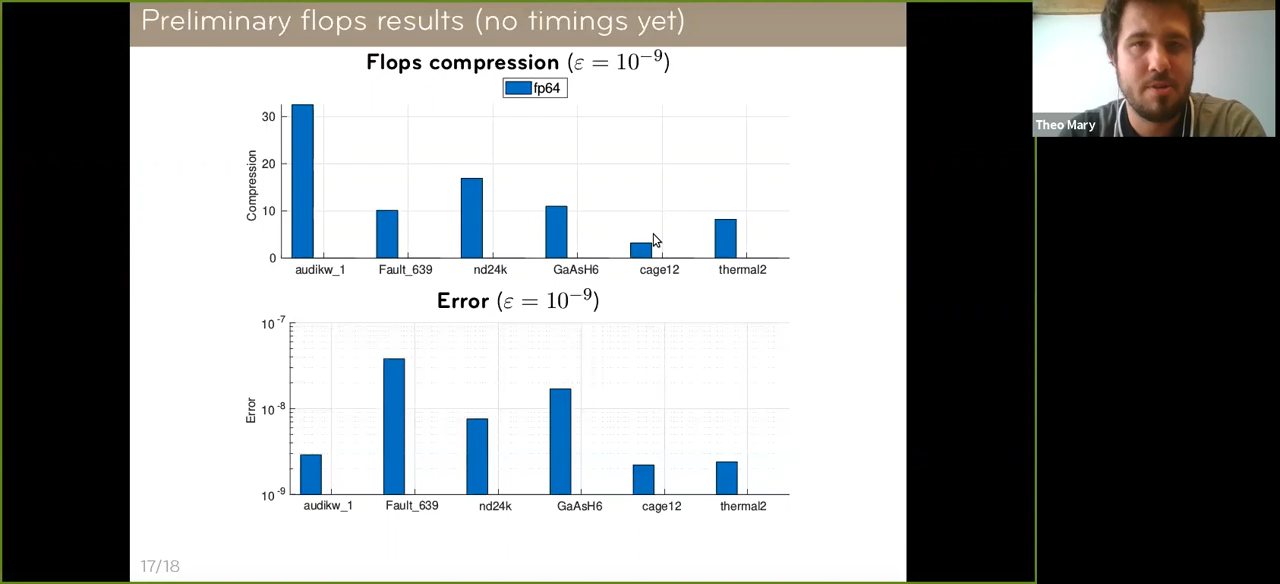 Preliminary flops results (no timings yet)
Flops compression (ε = 10⁻⁹)
fp64
Compression
30
20
10
0
audikw_1 Fault_639 nd24k GaAsH6 cage12 thermal2
Error (ε = 10⁻⁹)
Error
10⁻⁷
10⁻⁸
10⁻⁹
audikw_1 Fault_639 nd24k GaAsH6 cage12 thermal2
17/18
Theo Mary